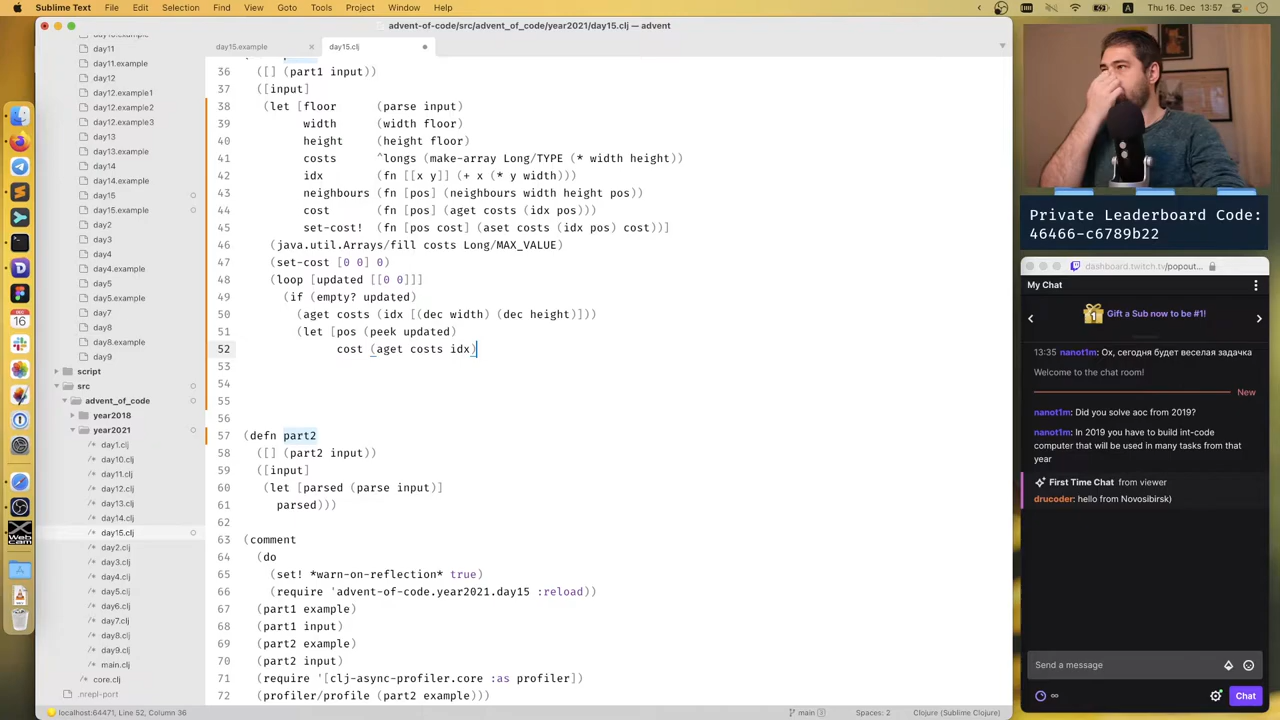 Sublime Text File Edit Selection Find View Goto Tools Project Window Help
Thu 16. Dec 13:57
advent-of-code/src/advent_of_code/year2021/day15.clj — advent
day15.example
day15.clj
day11
day11.example
day12
day12.example1
day12.example2
day12.example3
day13
day13.example
day14
day14.example
day15
day15.example
day2
day3
day4
day4.example
day5
day5.example
day7
day8
day8.example
day9
script
src
advent_of_code
year2018
year2021
day1.clj
day10.clj
day11.clj
day12.clj
day13.clj
day14.clj
day15.clj
day2.clj
day3.clj
day4.clj
day5.clj
day6.clj
day7.clj
day8.clj
day9.clj
main.clj
core.clj
.nrepl-port
36 ([] (part1 input))
37 ([input]
38 (let [floor (parse input)
39 width (width floor)
40 height (height floor)
41 costs ^longs (make-array Long/TYPE (* width height))
42 idx (fn [[x y]] (+ x (* y width)))
43 neighbours (fn [pos] (neighbours width height pos))
44 cost (fn [pos] (aget costs (idx pos)))
45 set-cost! (fn [pos cost] (aset costs (idx pos) cost))]
46 (java.util.Arrays/fill costs Long/MAX_VALUE)
47 (set-cost [0 0] 0)
48 (loop [updated [[0 0]]]
49 (if (empty? updated)
50 (aget costs (idx [(dec width) (dec height)]))
51 (let [pos (peek updated)
52 cost (aget costs idx)
53
54
55
56
57 (defn part2
58 ([] (part2 input))
59 ([input]
60 (let [parsed (parse input)]
61 parsed)))
62
63 (comment
64 (do
65 (set! *warn-on-reflection* true)
66 (require 'advent-of-code.year2021.day15 :reload))
67 (part1 example)
68 (part1 input)
69 (part2 example)
70 (part2 input)
71 (require '[clj-async-profiler.core :as profiler])
72 (profiler/profile (part2 example)))
localhost:64471, Line 52, Column 36
main
Spaces: 2
Clojure (Sublime Clojure)
Private Leaderboard Code:
46466-c6789b22
dashboard.twitch.tv/popout...
My Chat
Gift a Sub now to be #1!
13:35 nanot1m: Ох, сегодня будет веселая задачка
Welcome to the chat room!
New
nanot1m: Did you solve aoc from 2019?
nanot1m: In 2019 you have to build int-code
computer that will be used in many tasks from that
year
First Time Chat from viewer
drucoder: hello from Novosibirsk)
Send a message
Chat